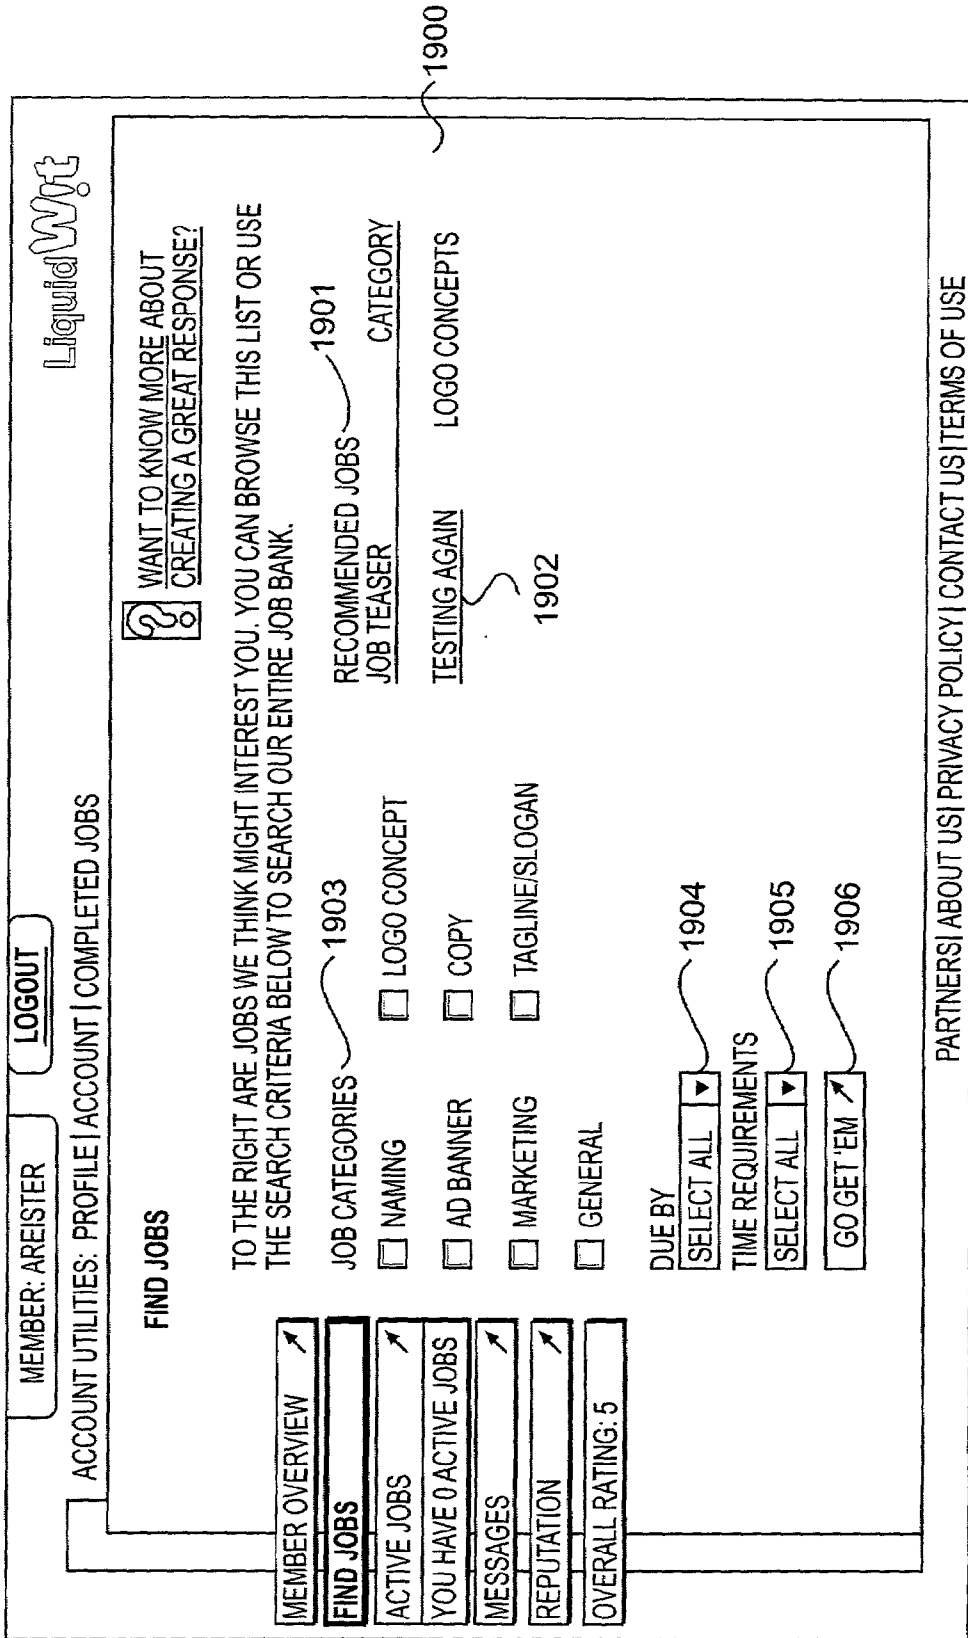 MEMBER: AREISTER
LOGOUT
LiquidWit
ACCOUNT UTILITIES: PROFILE | ACCOUNT | COMPLETED JOBS
FIND JOBS
? WANT TO KNOW MORE ABOUT
CREATING A GREAT RESPONSE?
MEMBER OVERVIEW
FIND JOBS
ACTIVE JOBS
YOU HAVE 0 ACTIVE JOBS
MESSAGES
REPUTATION
OVERALL RATING: 5
TO THE RIGHT ARE JOBS WE THINK MIGHT INTEREST YOU. YOU CAN BROWSE THIS LIST OR USE
THE SEARCH CRITERIA BELOW TO SEARCH OUR ENTIRE JOB BANK.
JOB CATEGORIES 1903
NAMING LOGO CONCEPT
AD BANNER COPY
MARKETING TAGLINE/SLOGAN
GENERAL
DUE BY
SELECT ALL 1904
TIME REQUIREMENTS
SELECT ALL 1905
GO GET 'EM 1906
RECOMMENDED JOBS 1901
JOB TEASER CATEGORY
TESTING AGAIN LOGO CONCEPTS
1902
1900
PARTNERS| ABOUT US| PRIVACY POLICY | CONTACT US|TERMS OF USE